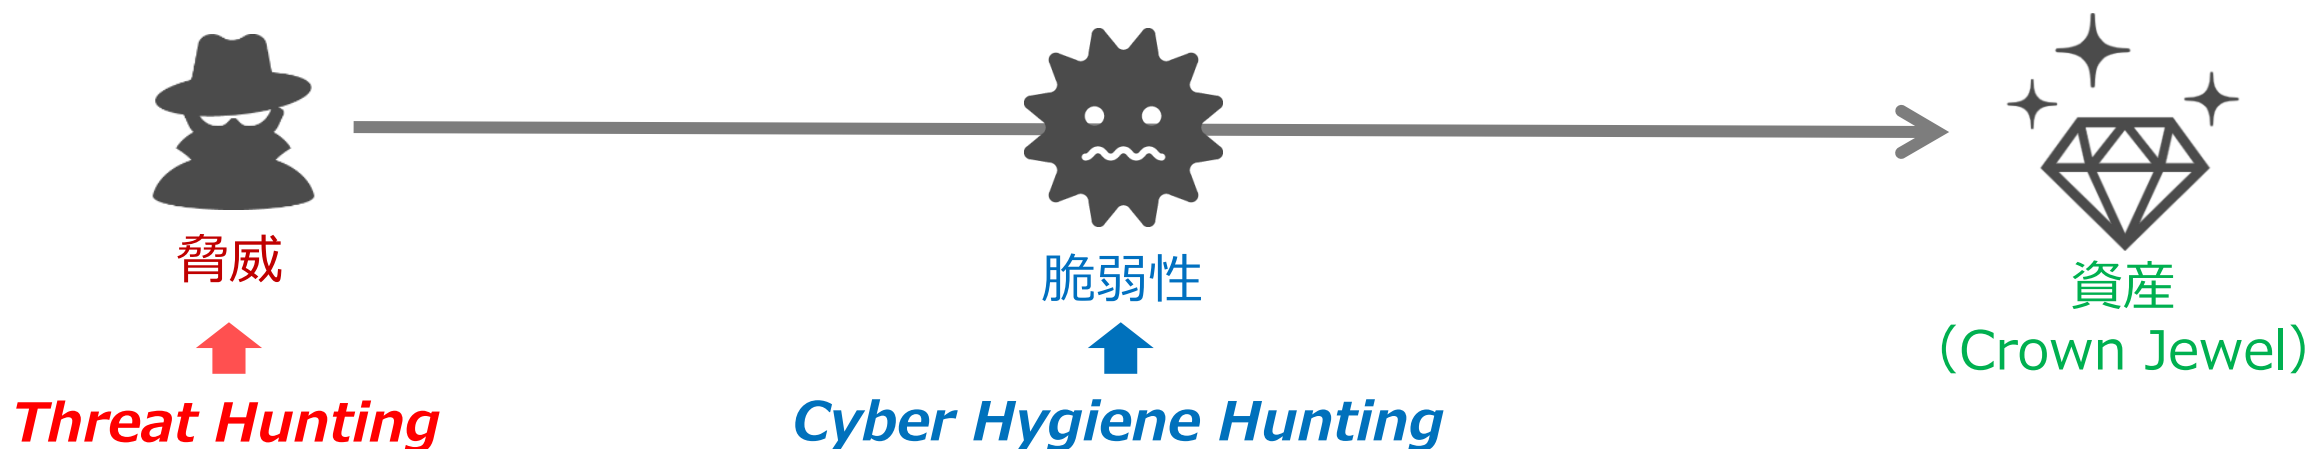 脅威
脆弱性
資産
（Crown Jewel）
Threat Hunting
Cyber Hygiene Hunting